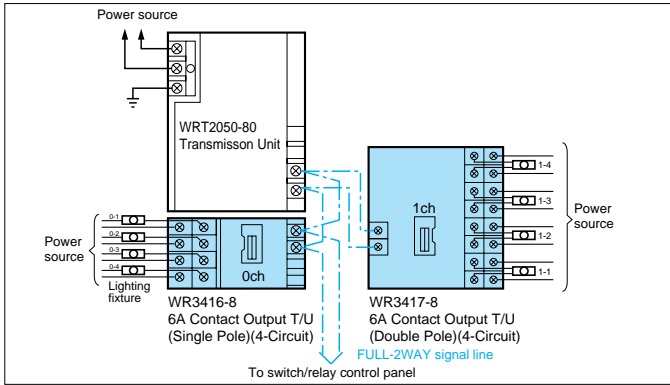 Power source
WRT2050-80
Transmisson Unit
0-1
0-2
0-3
0-4
Power
source
Lighting
fixture
0ch
1ch
1-4
1-3
1-2
1-1
Power
source
WR3416-8
6A Contact Output T/U
(Single Pole)(4-Circuit)
WR3417-8
6A Contact Output T/U
(Double Pole)(4-Circuit)
FULL-2WAY signal line
To switch/relay control panel